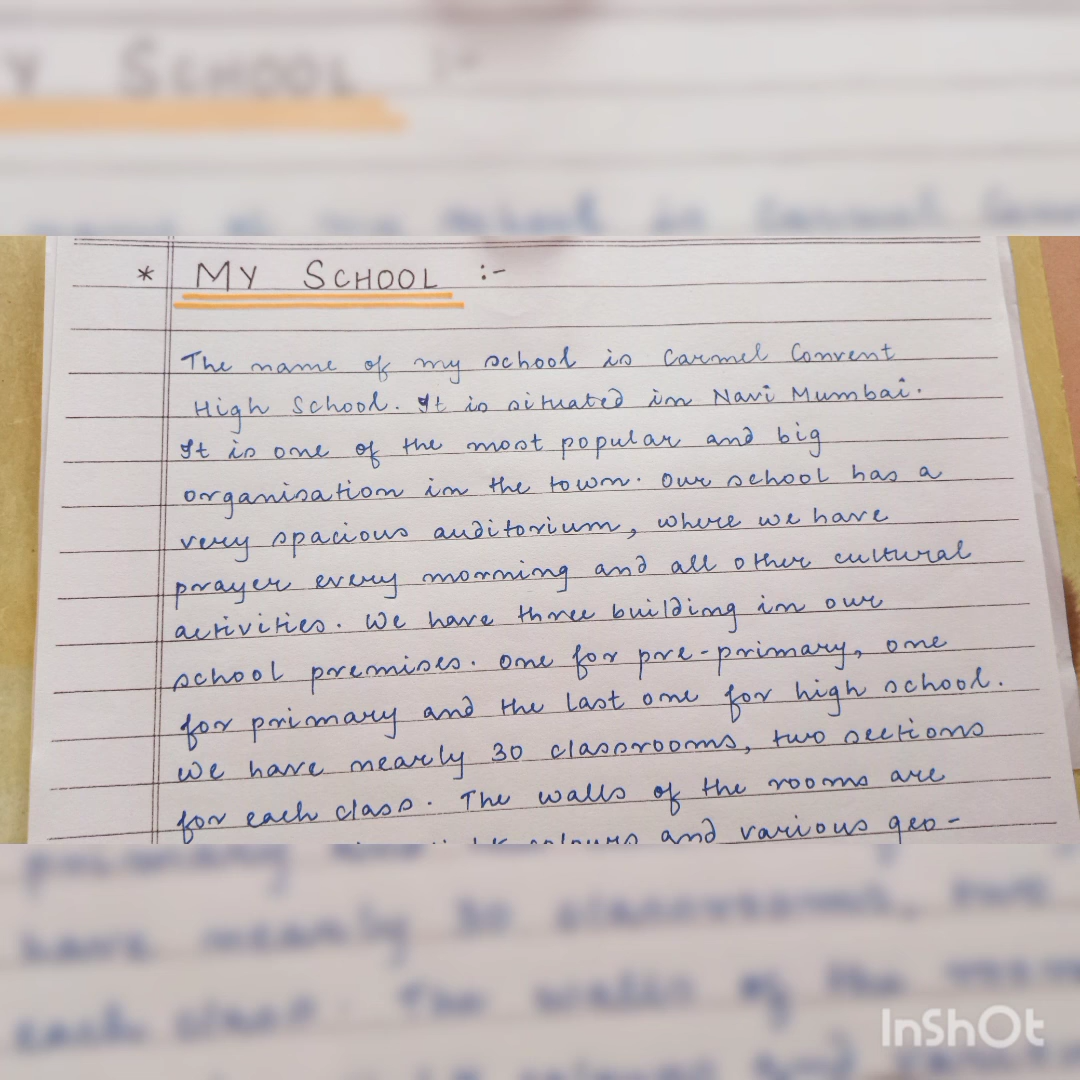 * MY SCHOOL :-
The name of my school is Carmel Convent
High School. It is situated in Navi Mumbai.
It is one of the most popular and big
organisation in the town. Our school has a
very spacious auditorium, where we have
prayer every morning and all other cultural
activities. We have three building in our
school premises. One for pre-primary, one
for primary and the last one for high school.
We have nearly 30 classrooms, two sections
for each class. The walls of the rooms are
colours and various geo-
InShOt